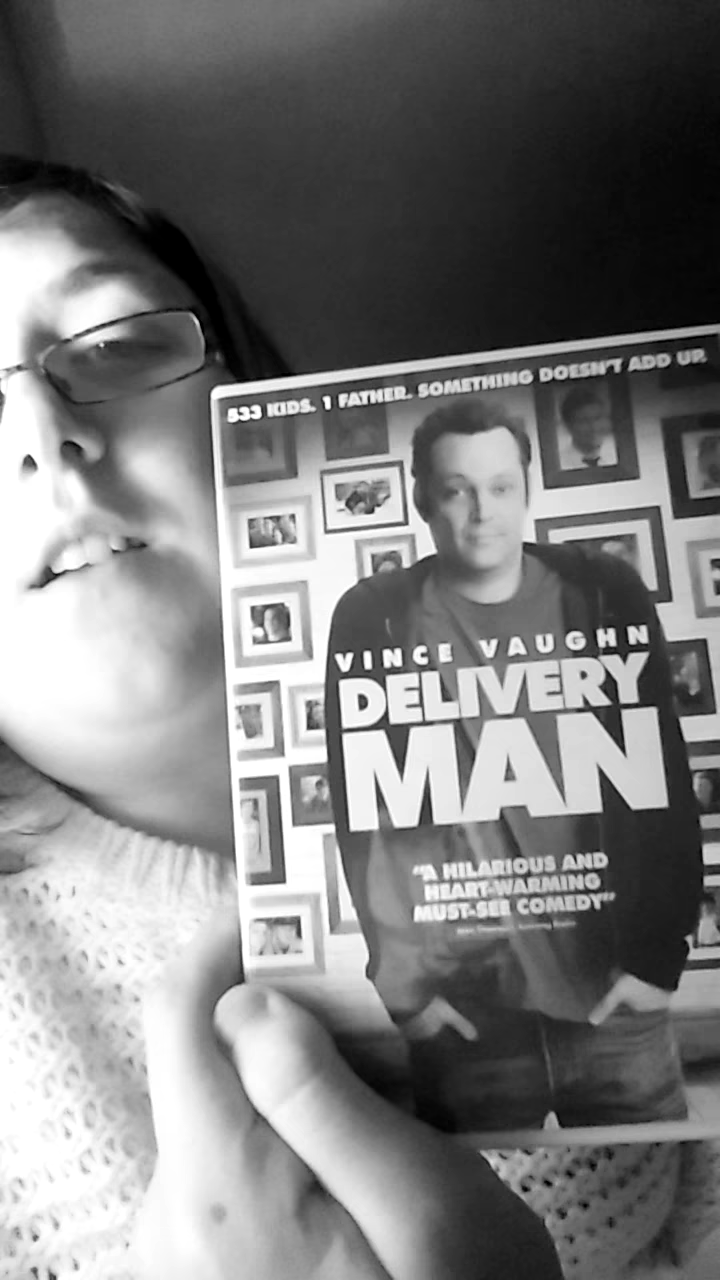 533 KIDS. 1 FATHER. SOMETHING DOESN'T ADD UP.
VINCE VAUGHN
DELIVERY
MAN
"A HILARIOUS AND
HEART-WARMING
MUST-SEE COMEDY"